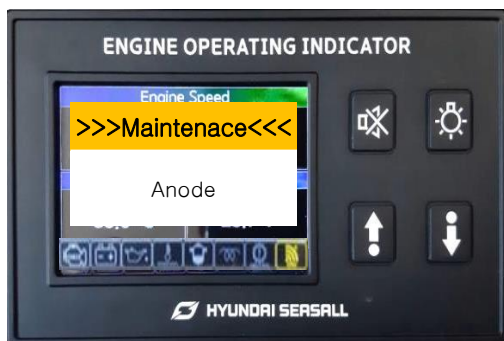 ENGINE OPERATING INDICATOR
Engine Speed
>>>Maintenace<<<
Anode
HYUNDAI SEASALL